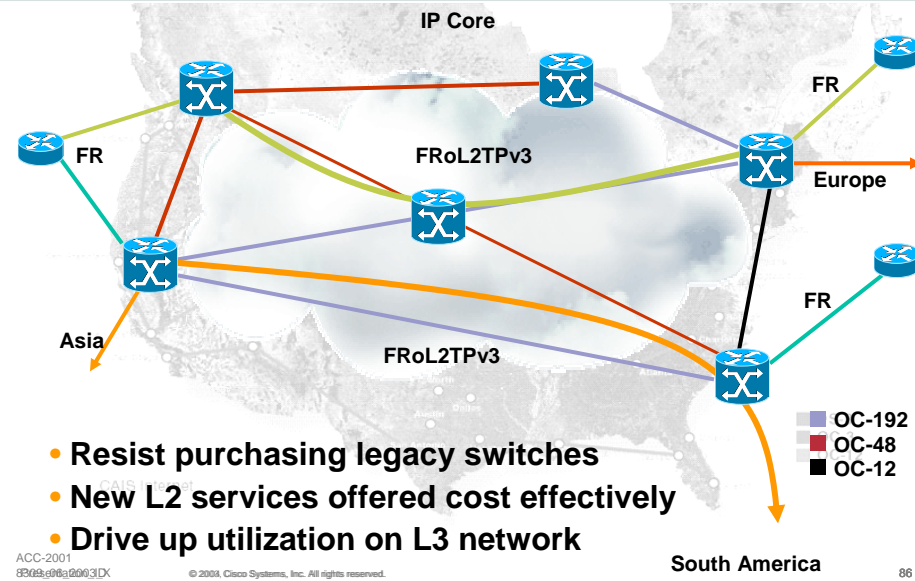 IP Core
FR
FR
FRoL2TPv3
Europe
FR
Asia
FRoL2TPv3
OC-192
OC-48
OC-12
• Resist purchasing legacy switches
• New L2 services offered cost effectively
CAIS Internet
• Drive up utilization on L3 network
ACC-2001
© 2003, Cisco Systems, Inc. All rights reserved.
South America
86